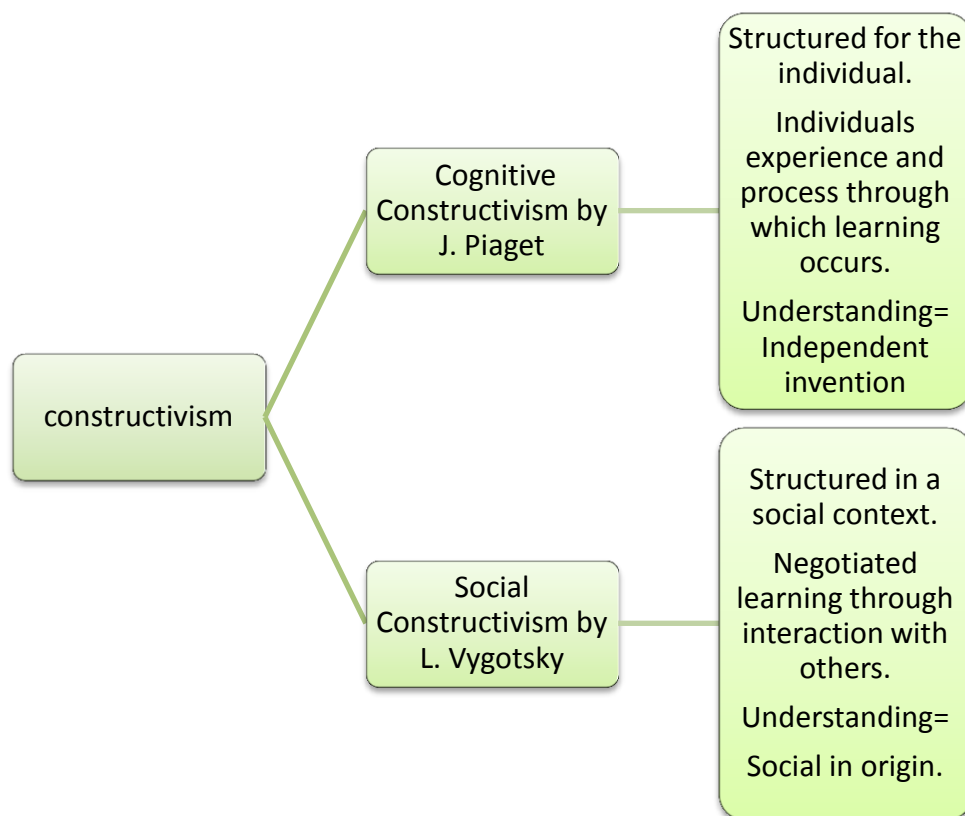 constructivism
Cognitive
Constructivism by
J. Piaget
Structured for the
individual.
Individuals
experience and
process through
which learning
occurs.
Understanding=
Independent
invention
Social
Constructivism by
L. Vygotsky
Structured in a
social context.
Negotiated
learning through
interaction with
others.
Understanding=
Social in origin.